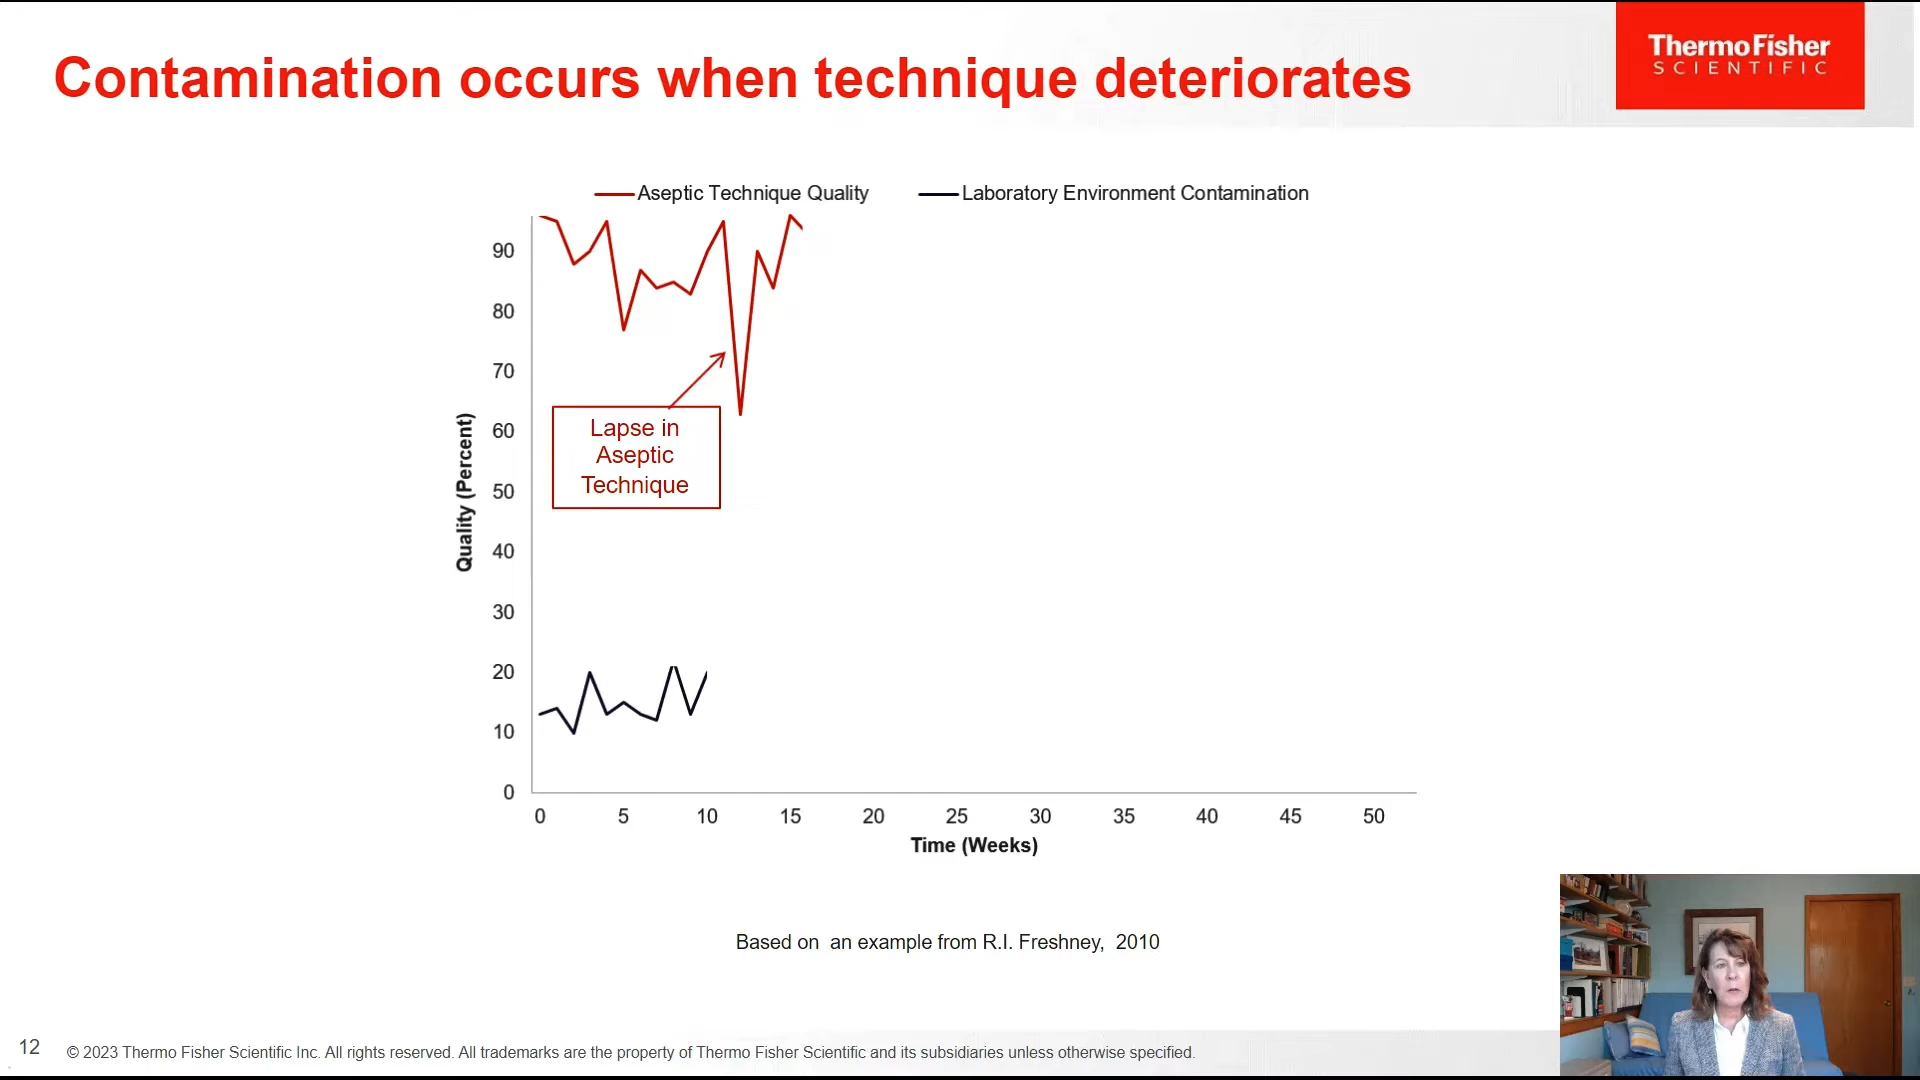 Contamination occurs when technique deteriorates
ThermoFisher
SCIENTIFIC
Aseptic Technique Quality
Laboratory Environment Contamination
90
80
70
60
50
40
30
20
10
0
Quality (Percent)
Lapse in
Aseptic
Technique
0 5 10 15 20 25 30 35 40 45 50
Time (Weeks)
Based on  an example from R.I. Freshney,  2010
12
© 2023 Thermo Fisher Scientific Inc. All rights reserved. All trademarks are the property of Thermo Fisher Scientific and its subsidiaries unless otherwise specified.